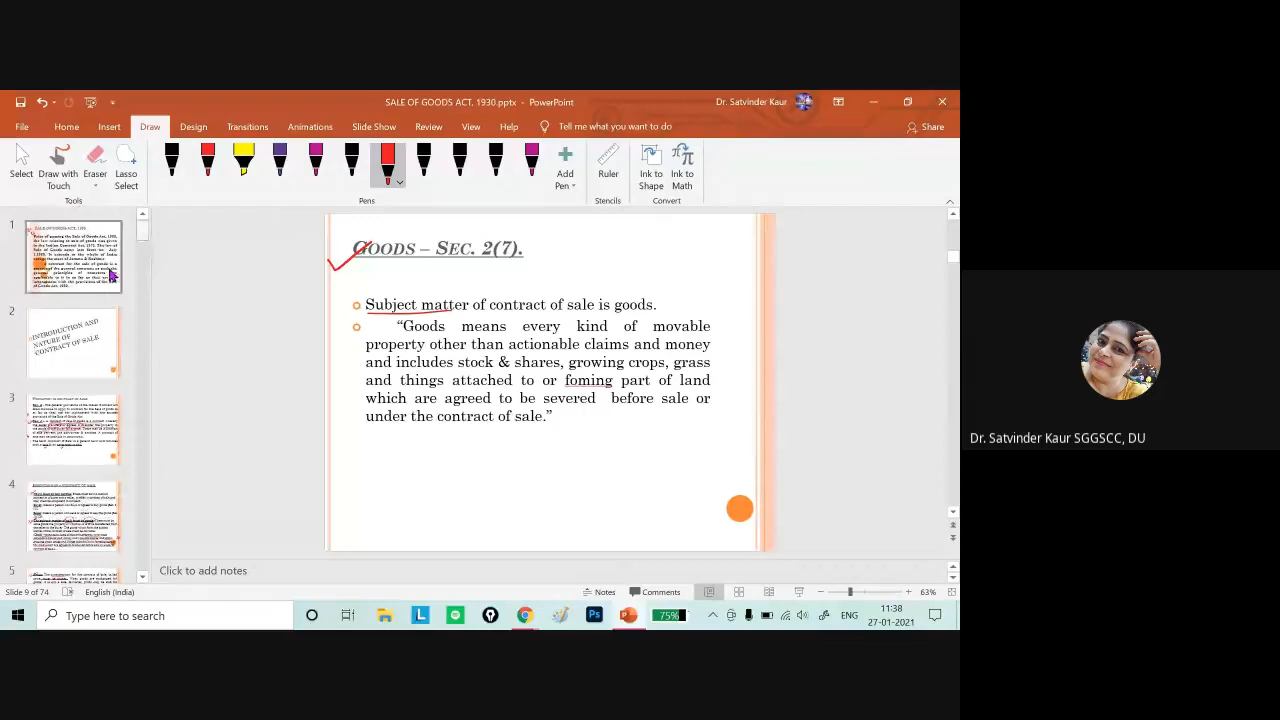 SALE OF GOODS ACT, 1930.pptx - PowerPoint
Dr. Satvinder Kaur
File Home Insert Draw Design Transitions Animations Slide Show Review View Help Tell me what you want to do Share
Select
Draw with Touch
Eraser
Lasso Select
Add Pen
Ruler
Ink to Shape
Ink to Math
Tools
Pens
Stencils
Convert
1
2
INTRODUCTION AND
NATURE OF
CONTRACT OF SALE
3
4
5
GOODS – SEC. 2(7).
Subject matter of contract of sale is goods.
“Goods means every kind of movable
property other than actionable claims and money
and includes stock & shares, growing crops, grass
and things attached to or foming part of land
which are agreed to be severed before sale or
under the contract of sale.”
Click to add notes
Slide 9 of 74 English (India) Notes Comments 63%
Type here to search
75%
ENG
11:38
27-01-2021
Dr. Satvinder Kaur SGGSCC, DU